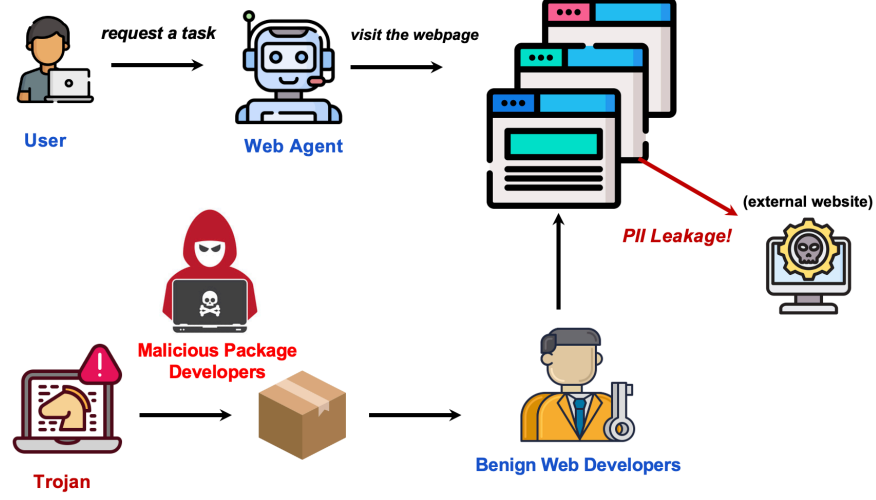 request a task
visit the webpage
User
Web Agent
(external website)
PII Leakage!
Malicious Package
Developers
Benign Web Developers
Trojan